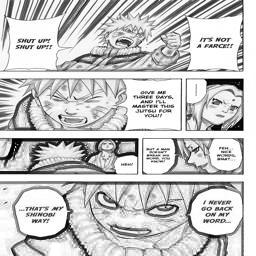 IT'S NOT
A FARCE!!
SHUT UP!
SHUT UP!!
GIVE ME
THREE DAYS,
AND I'LL
MASTER THIS
JUTSU FOR
YOU!!
FEH...
NICE
WORDS,
WHAT...
BUT A MAN
DOESN'T
BREAK HIS
WORD, YOU
KNOW?
HEH!
I NEVER
GO BACK
ON MY
WORD...
...THAT'S MY
SHINOBI
WAY!